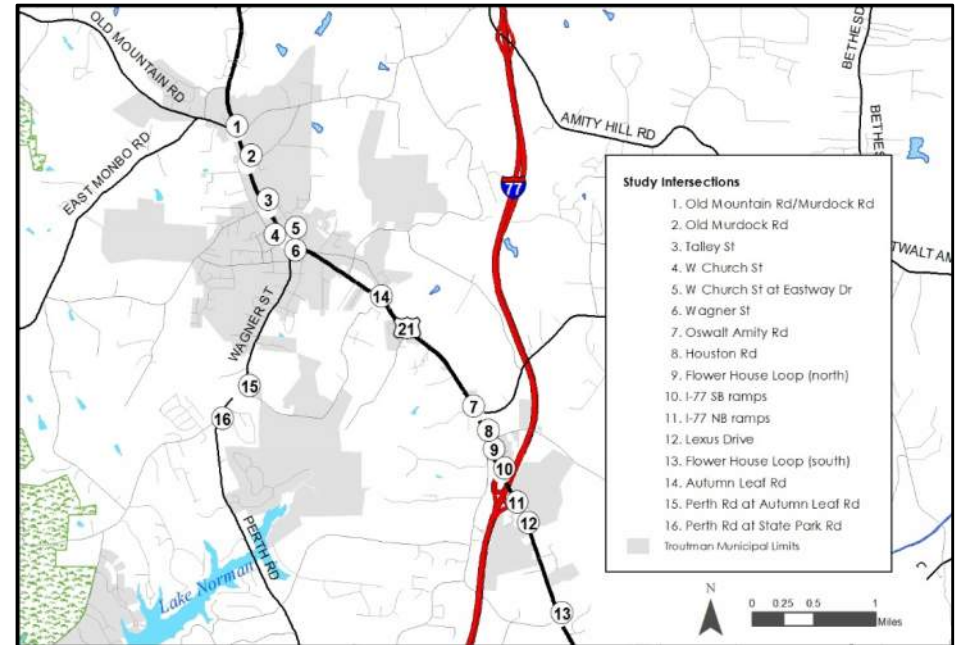 OLD MOUNTAIN RD
EAST MONBO RD
AMITY HILL RD
BETHESD
BETHES
TWALT AM
77
21
WAGNER ST
PERTH RD
Lake Norman
1
2
3
4
5
6
14
7
8
9
10
11
12
13
15
16
Study Intersections
1. Old Mountain Rd/Murdock Rd
2. Old Murdock Rd
3. Talley St
4. W Church St
5. W Church St at Eastway Dr
6. Wagner St
7. Oswalt Amity Rd
8. Houston Rd
9. Flower House Loop (north)
10. I-77 SB ramps
11. I-77 NB ramps
12. Lexus Drive
13. Flower House Loop (south)
14. Autumn Leaf Rd
15. Perth Rd at Autumn Leaf Rd
16. Perth Rd at State Park Rd
Troutman Municipal Limits
N
0 0.25 0.5 1
Miles